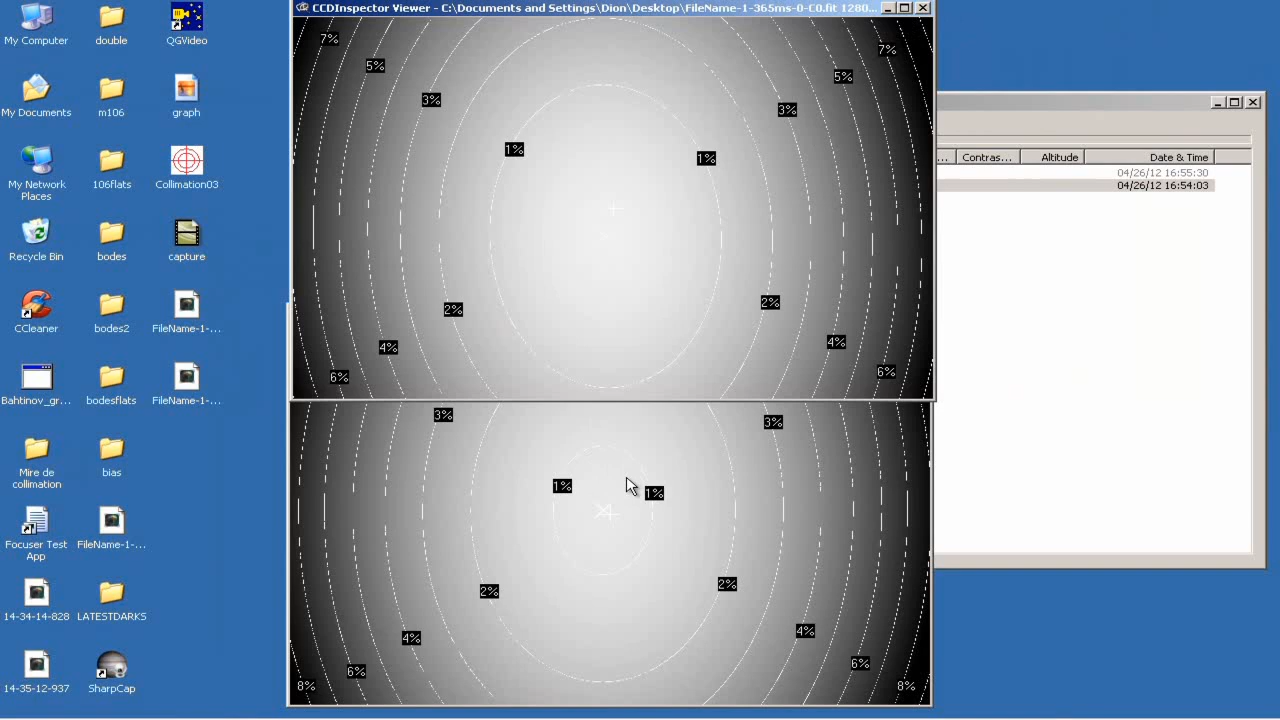 CCDInspector Viewer - C:\Documents and Settings\Dion\Desktop\FileName-1-365ms-0-C0.fit 1280...
My Computer
double
QGVideo
My Documents
m106
graph
My Network Places
106flats
Collimation03
Recycle Bin
bodes
capture
CCleaner
bodes2
FileName-1-...
Bahtinov_gr...
bodesflats
FileName-1-...
Mire de collimation
bias
Focuser Test App
FileName-1-...
14-34-14-828
LATESTDARKS
14-35-12-937
SharpCap
7%
7%
5%
5%
3%
3%
1%
1%
2%
2%
4%
4%
6%
6%
3%
3%
1%
1%
2%
2%
4%
4%
6%
6%
8%
8%
... Contras... Altitude Date & Time
04/26/12 16:55:30
04/26/12 16:54:03